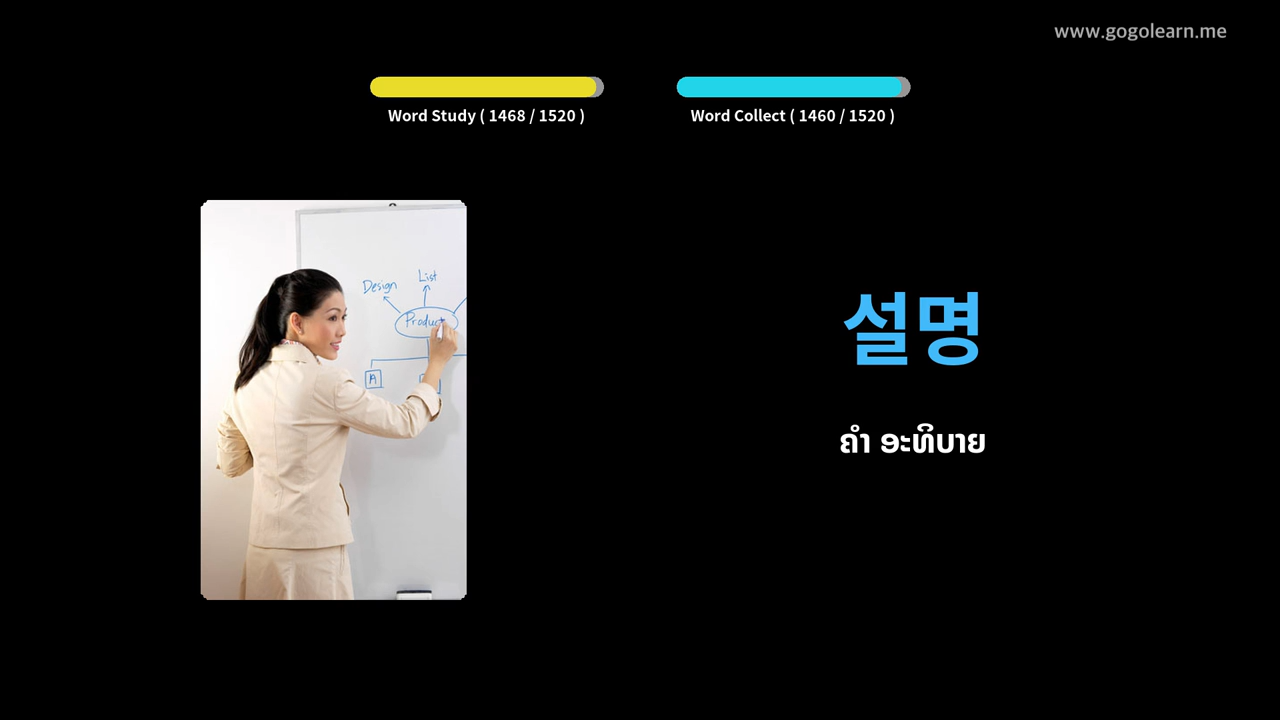 www.gogolearn.me
Word Study ( 1468 / 1520 )
Word Collect ( 1460 / 1520 )
List
Design
Product
A
설명
ຄຳ ອະທິບາຍ